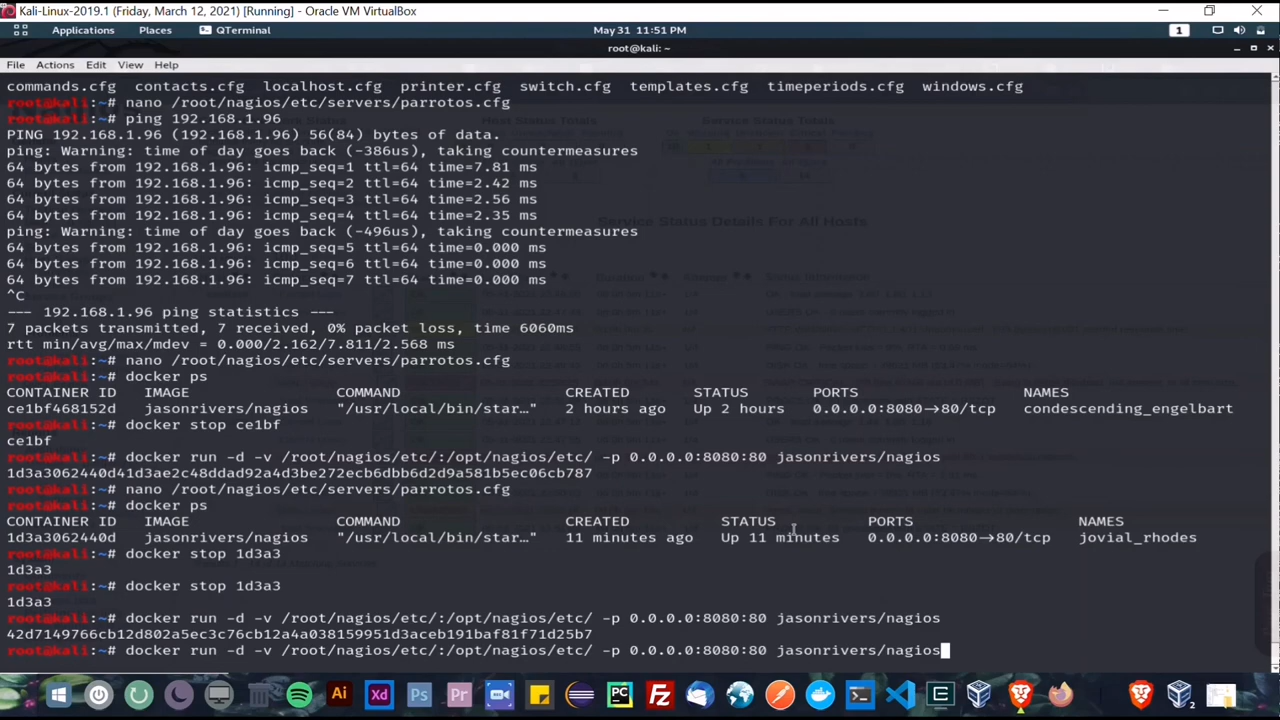 Kali-Linux-2019.1 (Friday, March 12, 2021) [Running] - Oracle VM VirtualBox
Applications Places QTerminal May 31 11:51 PM 1
root@kali: ~
File Actions Edit View Help
commands.cfg contacts.cfg localhost.cfg printer.cfg switch.cfg templates.cfg timeperiods.cfg windows.cfg
root@kali:~# nano /root/nagios/etc/servers/parrotos.cfg
root@kali:~# ping 192.168.1.96
PING 192.168.1.96 (192.168.1.96) 56(84) bytes of data.
ping: Warning: time of day goes back (-386us), taking countermeasures
64 bytes from 192.168.1.96: icmp_seq=1 ttl=64 time=7.81 ms
64 bytes from 192.168.1.96: icmp_seq=2 ttl=64 time=2.42 ms
64 bytes from 192.168.1.96: icmp_seq=3 ttl=64 time=2.56 ms
64 bytes from 192.168.1.96: icmp_seq=4 ttl=64 time=2.35 ms
ping: Warning: time of day goes back (-496us), taking countermeasures
64 bytes from 192.168.1.96: icmp_seq=5 ttl=64 time=0.000 ms
64 bytes from 192.168.1.96: icmp_seq=6 ttl=64 time=0.000 ms
64 bytes from 192.168.1.96: icmp_seq=7 ttl=64 time=0.000 ms
^C
--- 192.168.1.96 ping statistics ---
7 packets transmitted, 7 received, 0% packet loss, time 6060ms
rtt min/avg/max/mdev = 0.000/2.162/7.811/2.568 ms
root@kali:~# nano /root/nagios/etc/servers/parrotos.cfg
root@kali:~# docker ps
CONTAINER ID IMAGE COMMAND CREATED STATUS PORTS NAMES
ce1bf468152d jasonrivers/nagios "/usr/local/bin/star…" 2 hours ago Up 2 hours 0.0.0.0:8080→80/tcp condescending_engelbart
root@kali:~# docker stop ce1bf
ce1bf
root@kali:~# docker run -d -v /root/nagios/etc/:/opt/nagios/etc/ -p 0.0.0.0:8080:80 jasonrivers/nagios
1d3a3062440d41d3ae2c48ddad92a4d3be272ecb6dbb6d2d9a581b5ec06cb787
root@kali:~# nano /root/nagios/etc/servers/parrotos.cfg
root@kali:~# docker ps
CONTAINER ID IMAGE COMMAND CREATED STATUS PORTS NAMES
1d3a3062440d jasonrivers/nagios "/usr/local/bin/star…" 11 minutes ago Up 11 minutes 0.0.0.0:8080→80/tcp jovial_rhodes
root@kali:~# docker stop 1d3a3
1d3a3
root@kali:~# docker stop 1d3a3
1d3a3
root@kali:~# docker run -d -v /root/nagios/etc/:/opt/nagios/etc/ -p 0.0.0.0:8080:80 jasonrivers/nagios
42d7149766cb12d802a5ec3c76cb12a4a038159951d3aceb191baf81f71d25b7
root@kali:~# docker run -d -v /root/nagios/etc/:/opt/nagios/etc/ -p 0.0.0.0:8080:80 jasonrivers/nagios